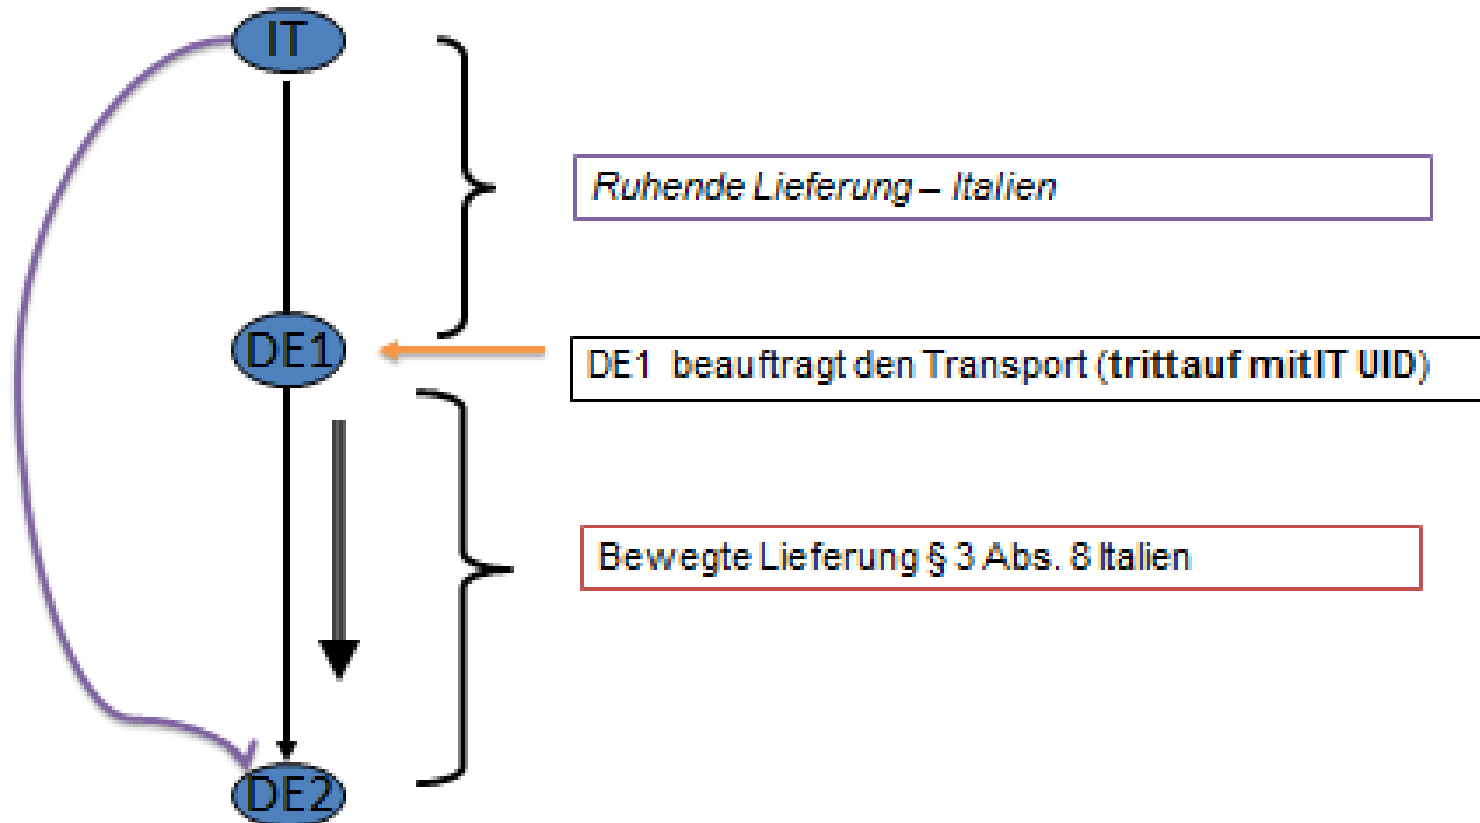 IT
Ruhende Lieferung – Italien
DE1
DE1 beauftragt den Transport (tritt auf mit IT UID)
Bewegte Lieferung § 3 Abs. 8 Italien
DE2